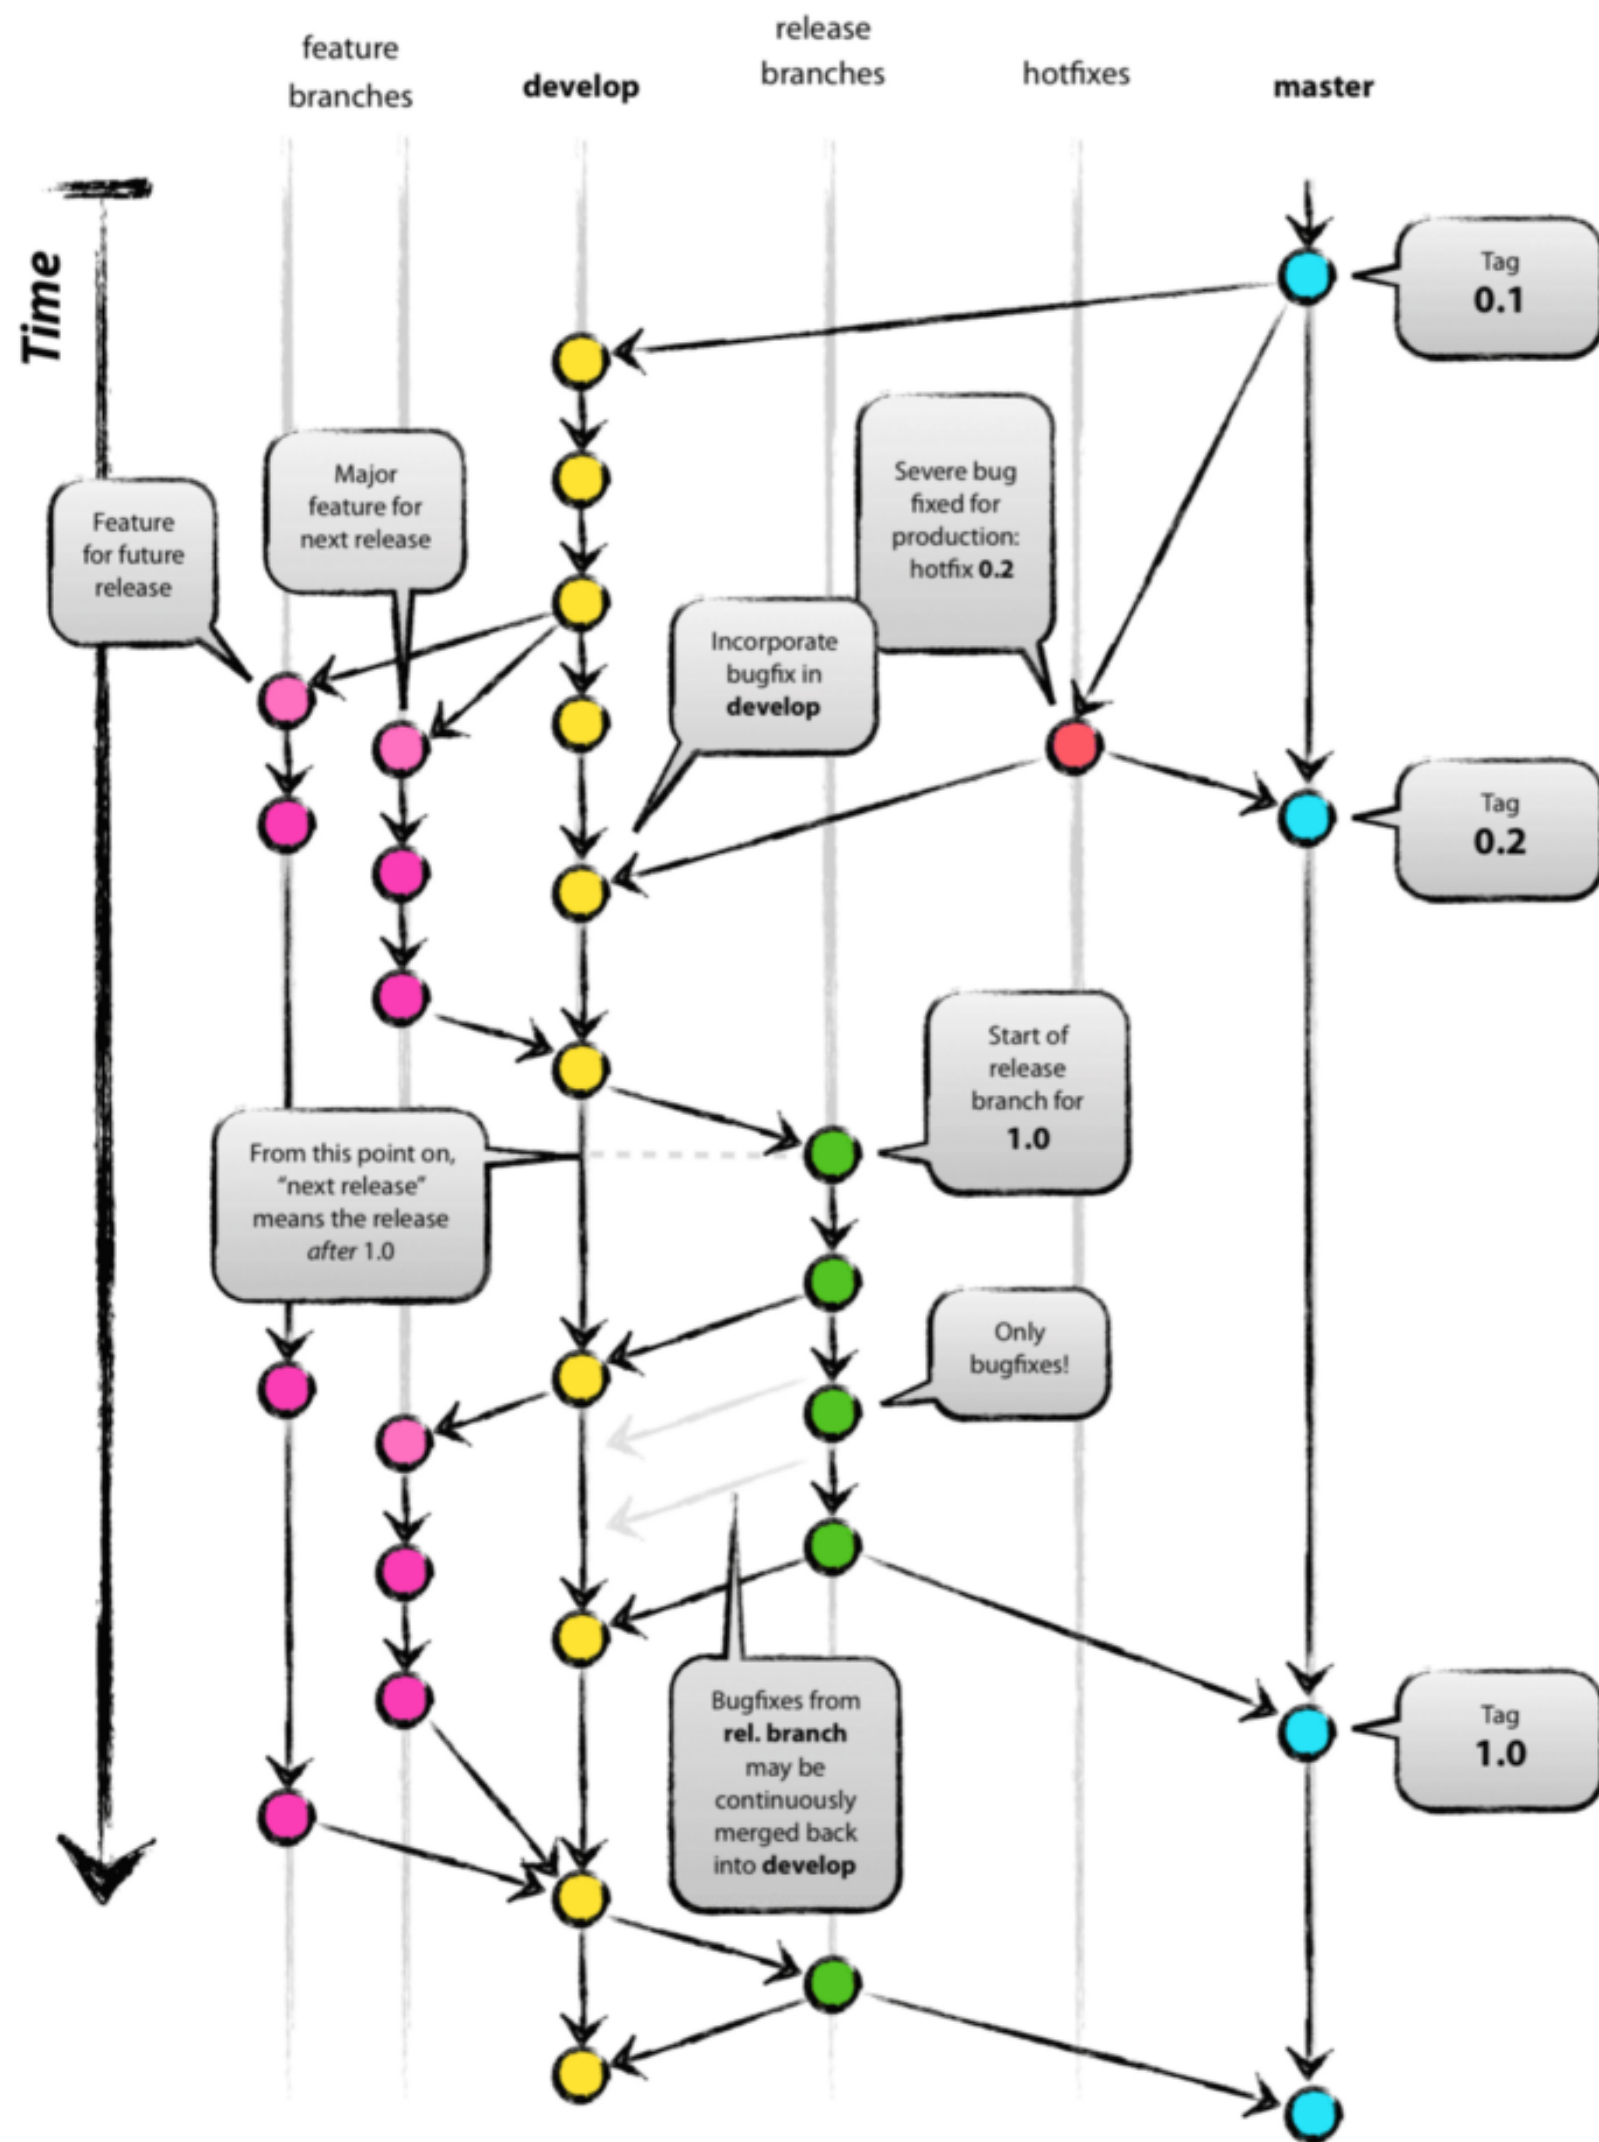 feature
branches
develop
release
branches
hotfixes
master
Time
Tag
0.1
Feature
for future
release
Major
feature for
next release
Severe bug
fixed for
production:
hotfix 0.2
Incorporate
bugfix in
develop
Tag
0.2
Start of
release
branch for
1.0
From this point on,
“next release”
means the release
after 1.0
Only
bugfixes!
Bugfixes from
rel. branch
may be
continuously
merged back
into develop
Tag
1.0